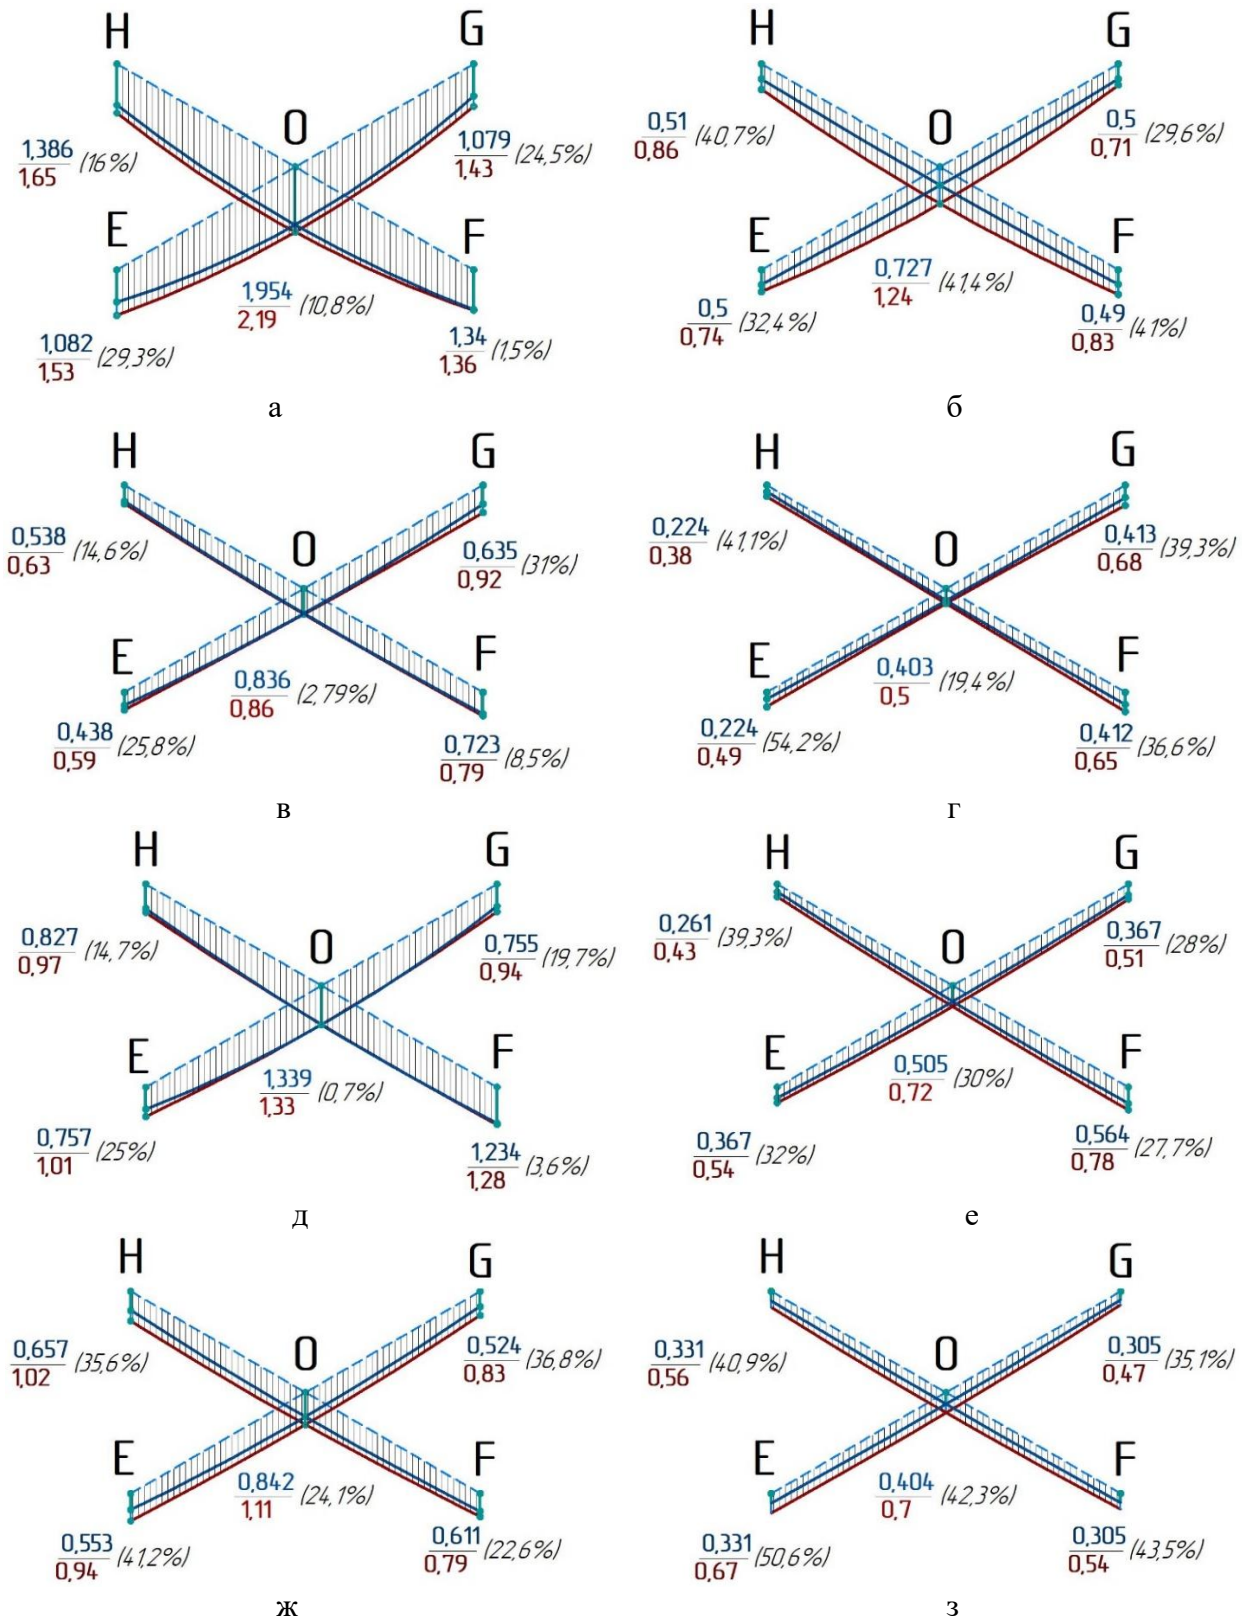 H
G
O
1,386
1,65
(16%)
1,079
1,43
(24,5%)
E
F
1,954
2,19
(10,8%)
1,082
1,53
(29,3%)
1,34
1,36
(1,5%)
а
H
G
O
0,51
0,86
(40,7%)
0,5
0,71
(29,6%)
E
F
0,727
1,24
(41,4%)
0,5
0,74
(32,4%)
0,49
0,83
(41%)
б
H
G
O
0,538
0,63
(14,6%)
0,635
0,92
(31%)
E
F
0,836
0,86
(2,79%)
0,438
0,59
(25,8%)
0,723
0,79
(8,5%)
в
H
G
O
0,224
0,38
(41,1%)
0,413
0,68
(39,3%)
E
F
0,403
0,5
(19,4%)
0,224
0,49
(54,2%)
0,412
0,65
(36,6%)
г
H
G
O
0,827
0,97
(14,7%)
0,755
0,94
(19,7%)
E
F
1,339
1,33
(0,7%)
0,757
1,01
(25%)
1,234
1,28
(3,6%)
д
H
G
O
0,261
0,43
(39,3%)
0,367
0,51
(28%)
E
F
0,505
0,72
(30%)
0,367
0,54
(32%)
0,564
0,78
(27,7%)
е
H
G
O
0,657
1,02
(35,6%)
0,524
0,83
(36,8%)
E
F
0,842
1,11
(24,1%)
0,553
0,94
(41,2%)
0,611
0,79
(22,6%)
ж
H
G
O
0,331
0,56
(40,9%)
0,305
0,47
(35,1%)
E
F
0,404
0,7
(42,3%)
0,331
0,67
(50,6%)
0,305
0,54
(43,5%)
з